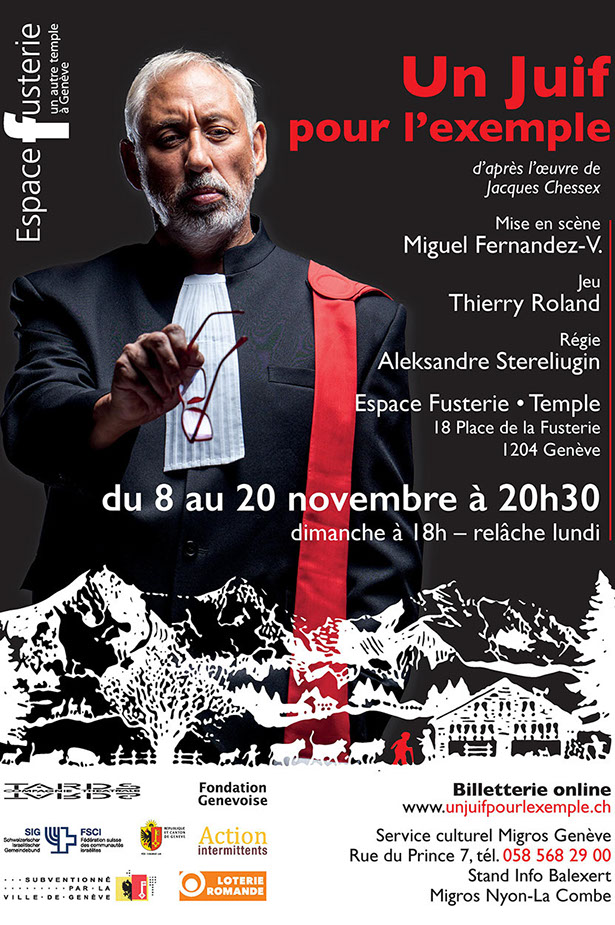 Espace fusterie
un autre temple
à Genève
Un Juif
pour l'exemple
d'après l'œuvre de
Jacques Chessex
Mise en scène
Miguel Fernandez-V.
Jeu
Thierry Roland
Régie
Aleksandre Stereliugin
Espace Fusterie • Temple
18 Place de la Fusterie
1204 Genève
du 8 au 20 novembre à 20h30
dimanche à 18h – relâche lundi
Fondation
Genevoise
SIG
Schweizerischer
Israelitischer
Gemeindebund
FSCI
Fédération suisse
des communautés
israélites
REPUBLIQUE
ET CANTON
DE GENEVE
Action
intermittents
SUBVENTIONNÉ
PAR LA
VILLE DE GENÈVE
LOTERIE
ROMANDE
Billetterie online
www.unjuifpourlexemple.ch
Service culturel Migros Genève
Rue du Prince 7, tél. 058 568 29 00
Stand Info Balexert
Migros Nyon-La Combe